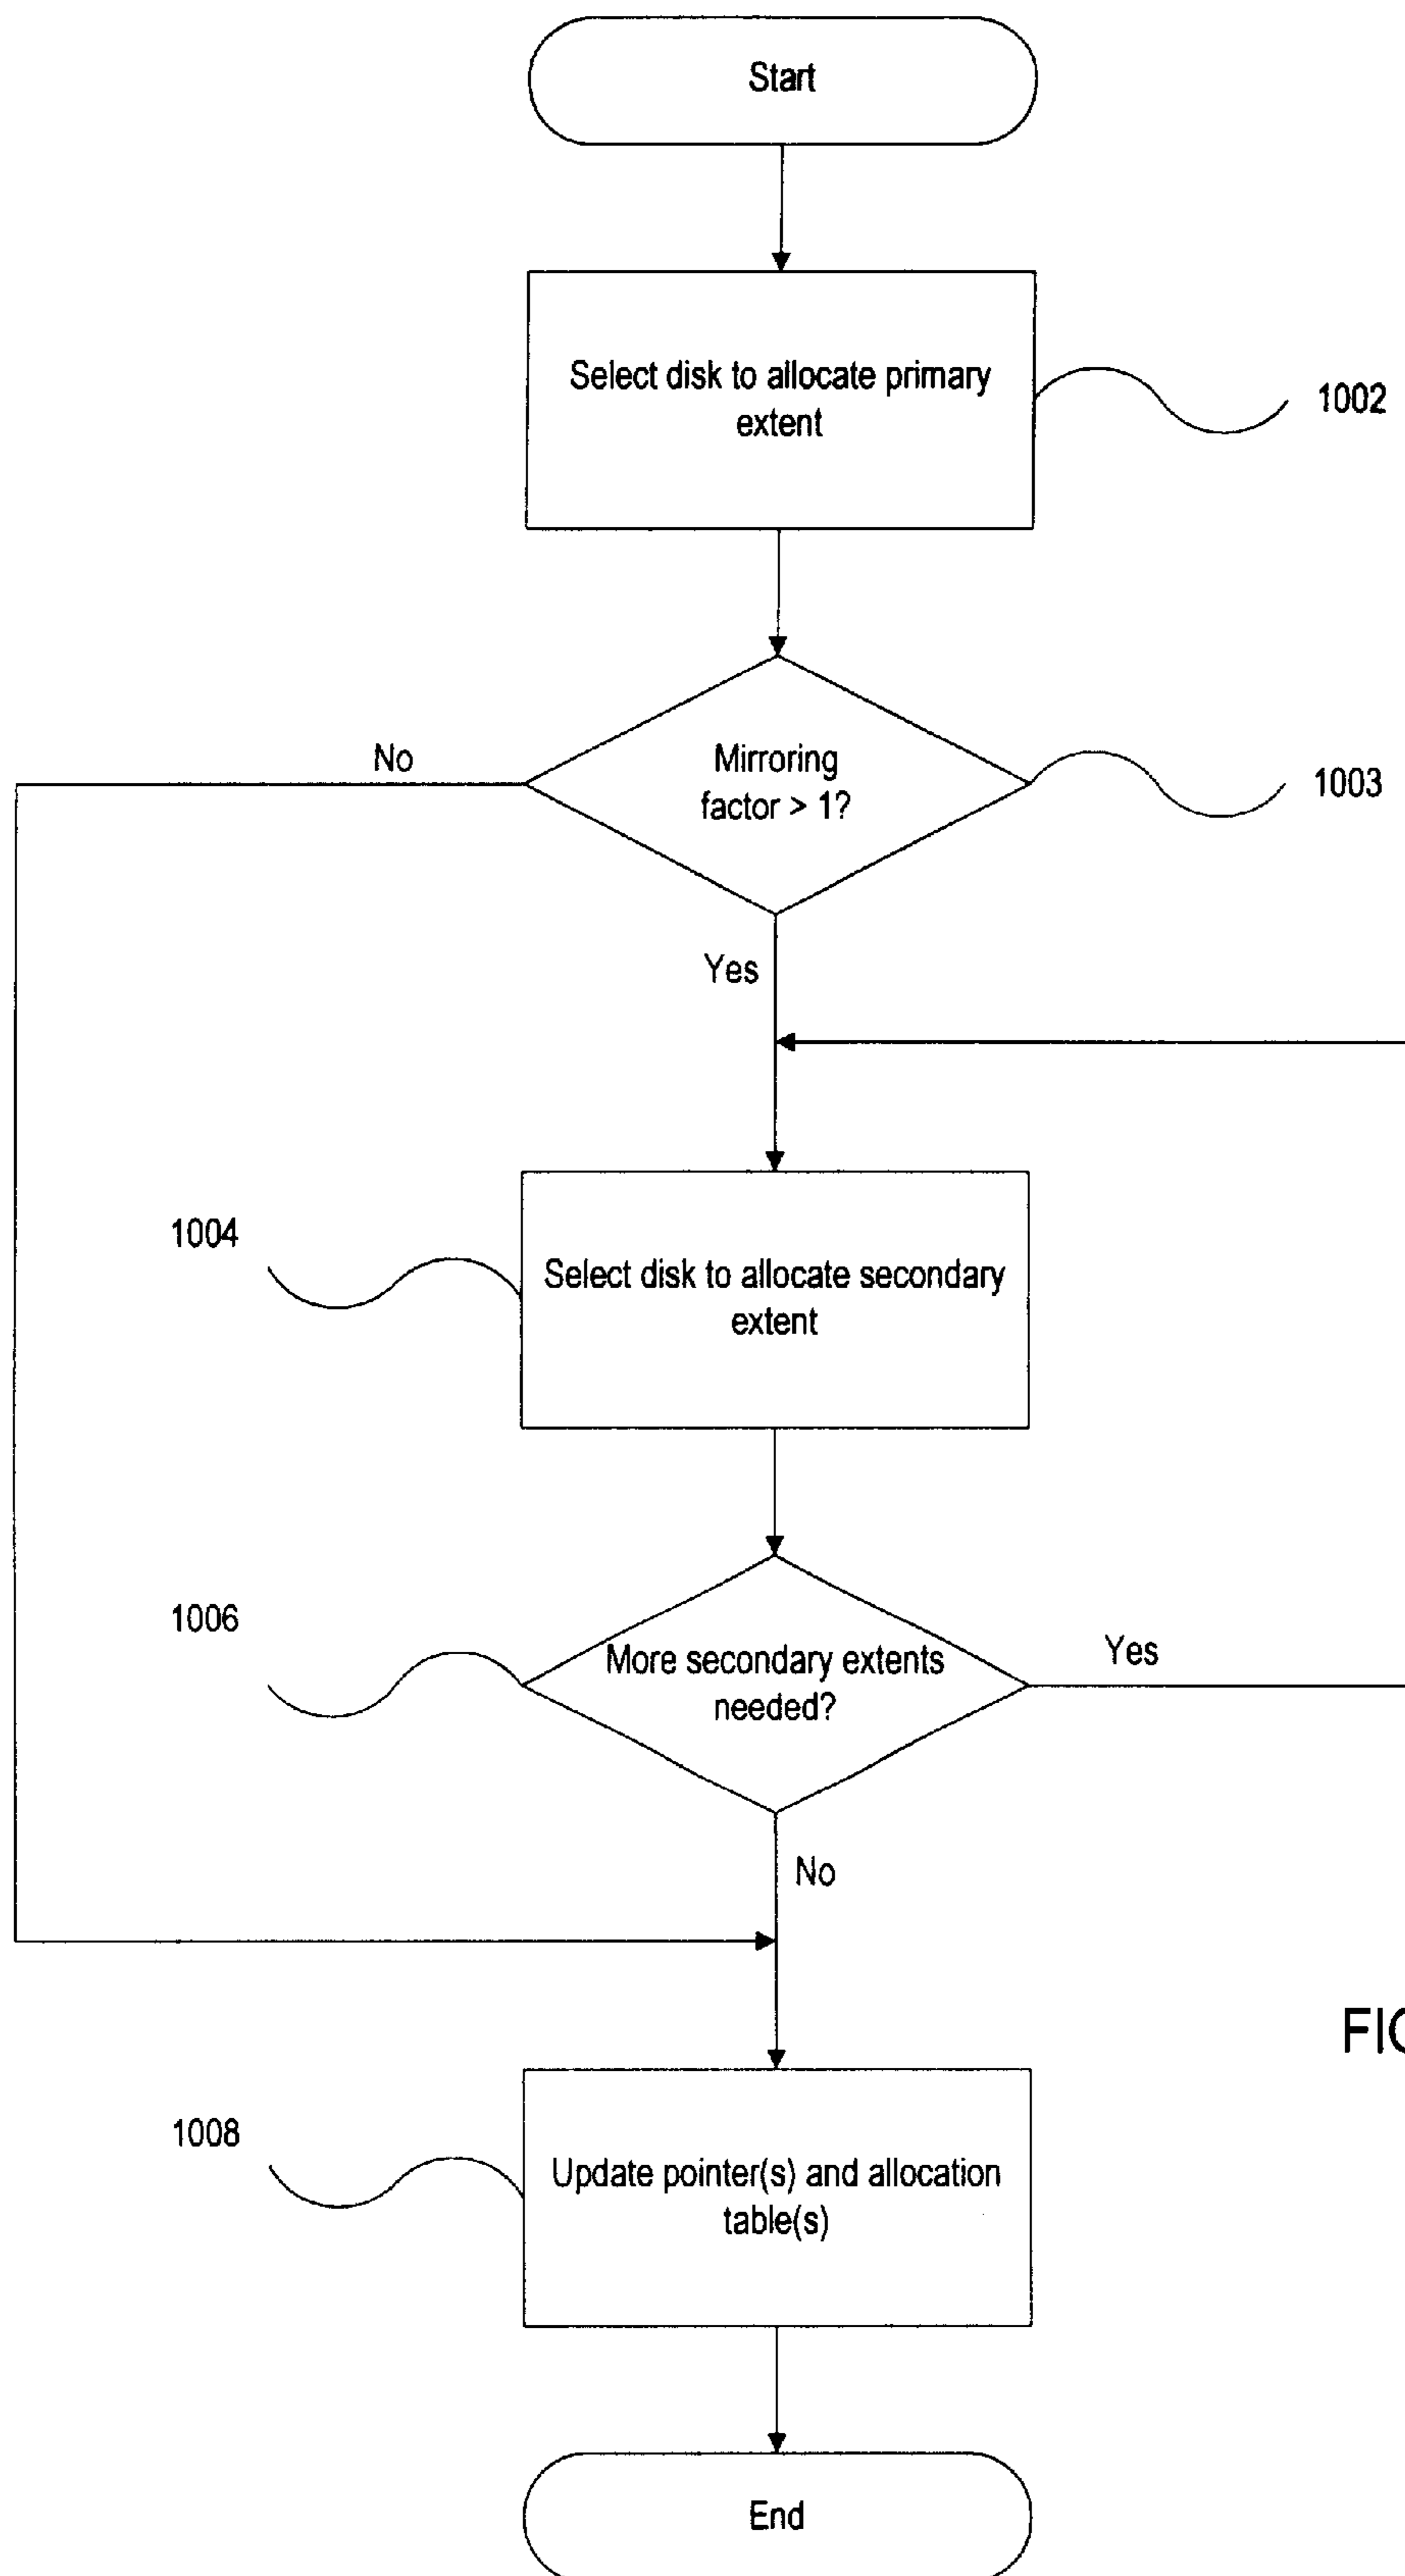 Start
Select disk to allocate primary
extent
1002
No
Mirroring
factor > 1?
1003
Yes
1004
Select disk to allocate secondary
extent
1006
More secondary extents
needed?
Yes
No
FIG
1008
Update pointer(s) and allocation
table(s)
End